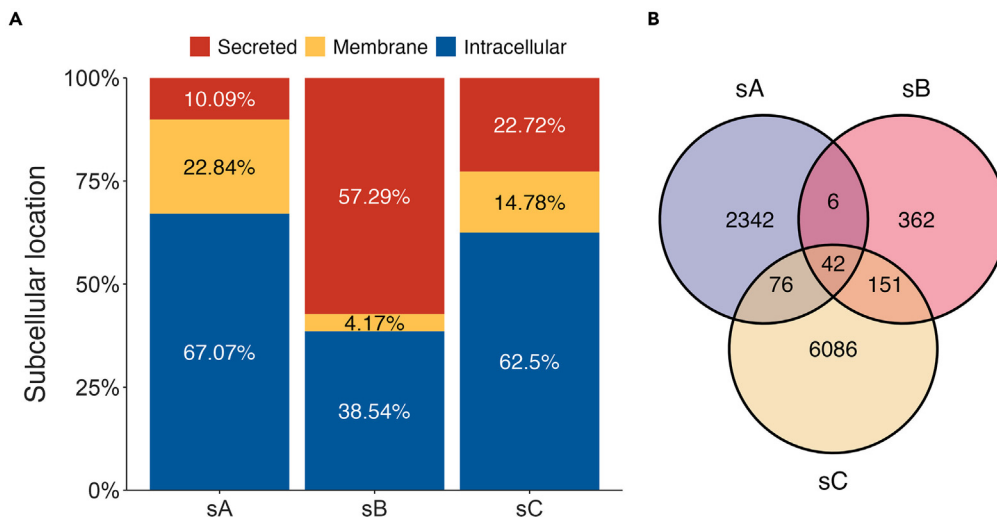 A
Secreted Membrane Intracellular
100%
75%
50%
25%
0%
Subcellular location
10.09%
22.84%
67.07%
57.29%
4.17%
38.54%
22.72%
14.78%
62.5%
sA
sB
sC
B
sA
sB
2342
6
362
42
76
151
6086
sC